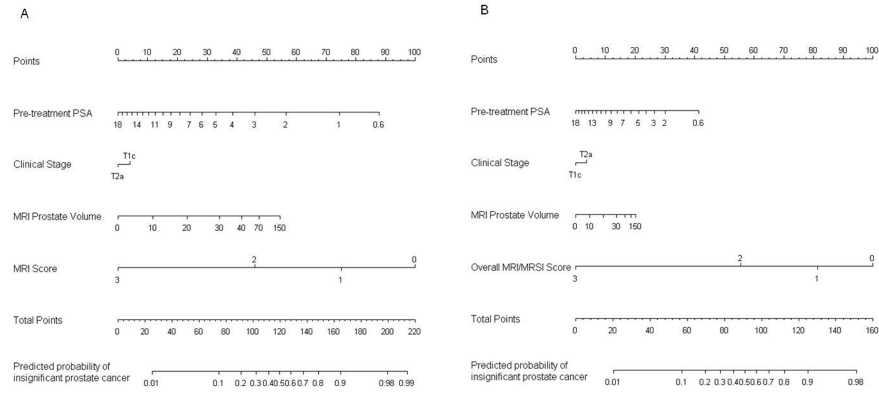 A
Points
0 10 20 30 40 50 60 70 80 90 100
Pre-treatment PSA
18 14 11 9 7 6 5 4 3 2 1 0.6
Clinical Stage
T1c
T2a
MRI Prostate Volume
0 10 20 30 40 70 150
MRI Score
2 0
3 1
Total Points
0 20 40 60 80 100 120 140 160 180 200 220
Predicted probability of
insignificant prostate cancer
0.01 0.1 0.2 0.3 0.4 0.5 0.6 0.7 0.8 0.9 0.98 0.99
B
Points
0 10 20 30 40 50 60 70 80 90 100
Pre-treatment PSA
18 13 9 7 5 4 3 2 0.6
Clinical Stage
T2a
T1c
MRI Prostate Volume
0 10 30 150
Overall MRI/MRSI Score
2 0
3 1
Total Points
0 20 40 60 80 100 120 140 160
Predicted probability of
insignificant prostate cancer
0.01 0.1 0.2 0.3 0.4 0.5 0.6 0.7 0.8 0.9 0.98